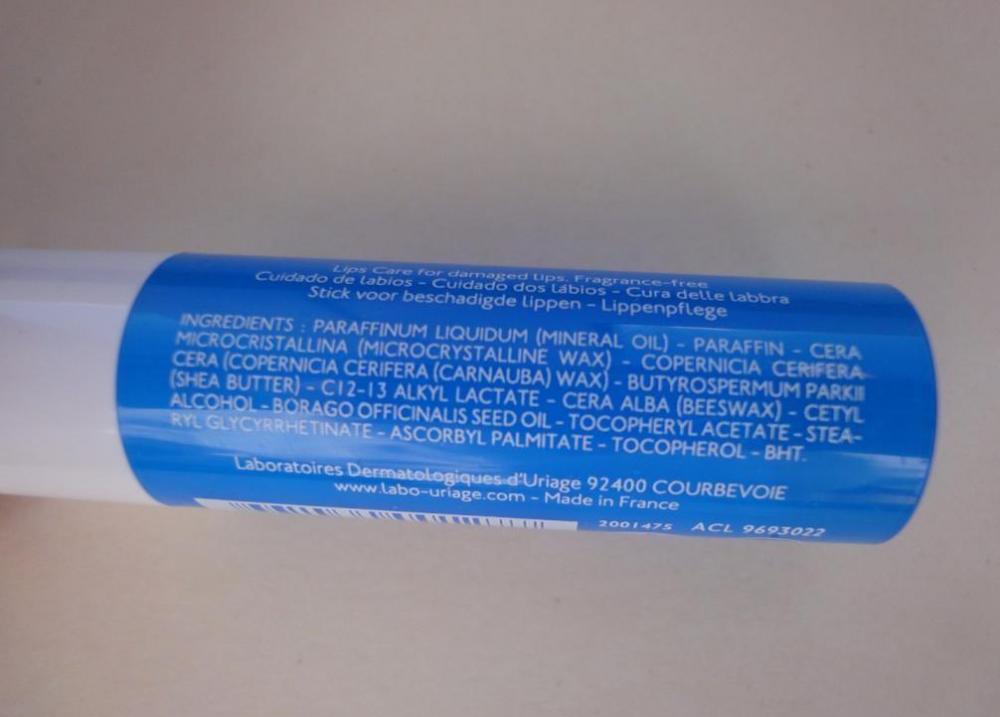 Lips Care for damaged lips. Fragrance-free
Cuidado de labios - Cuidado dos lábios - Cura delle labbra
Stick voor beschadigde lippen - Lippenpflege
INGREDIENTS : PARAFFINUM LIQUIDUM (MINERAL OIL) - PARAFFIN - CERA
MICROCRISTALLINA (MICROCRYSTALLINE WAX) - COPERNICIA CERIFERA
CERA (COPERNICIA CERIFERA (CARNAUBA) WAX) - BUTYROSPERMUM PARKII
(SHEA BUTTER) - C12-13 ALKYL LACTATE - CERA ALBA (BEESWAX) - CETYL
ALCOHOL - BORAGO OFFICINALIS SEED OIL - TOCOPHERYL ACETATE - STEA-
RYL GLYCYRRHETINATE - ASCORBYL PALMITATE - TOCOPHEROL - BHT.
Laboratoires Dermatologiques d'Uriage 92400 COURBEVOIE
www.labo-uriage.com - Made in France
2001475 ACL 9693022